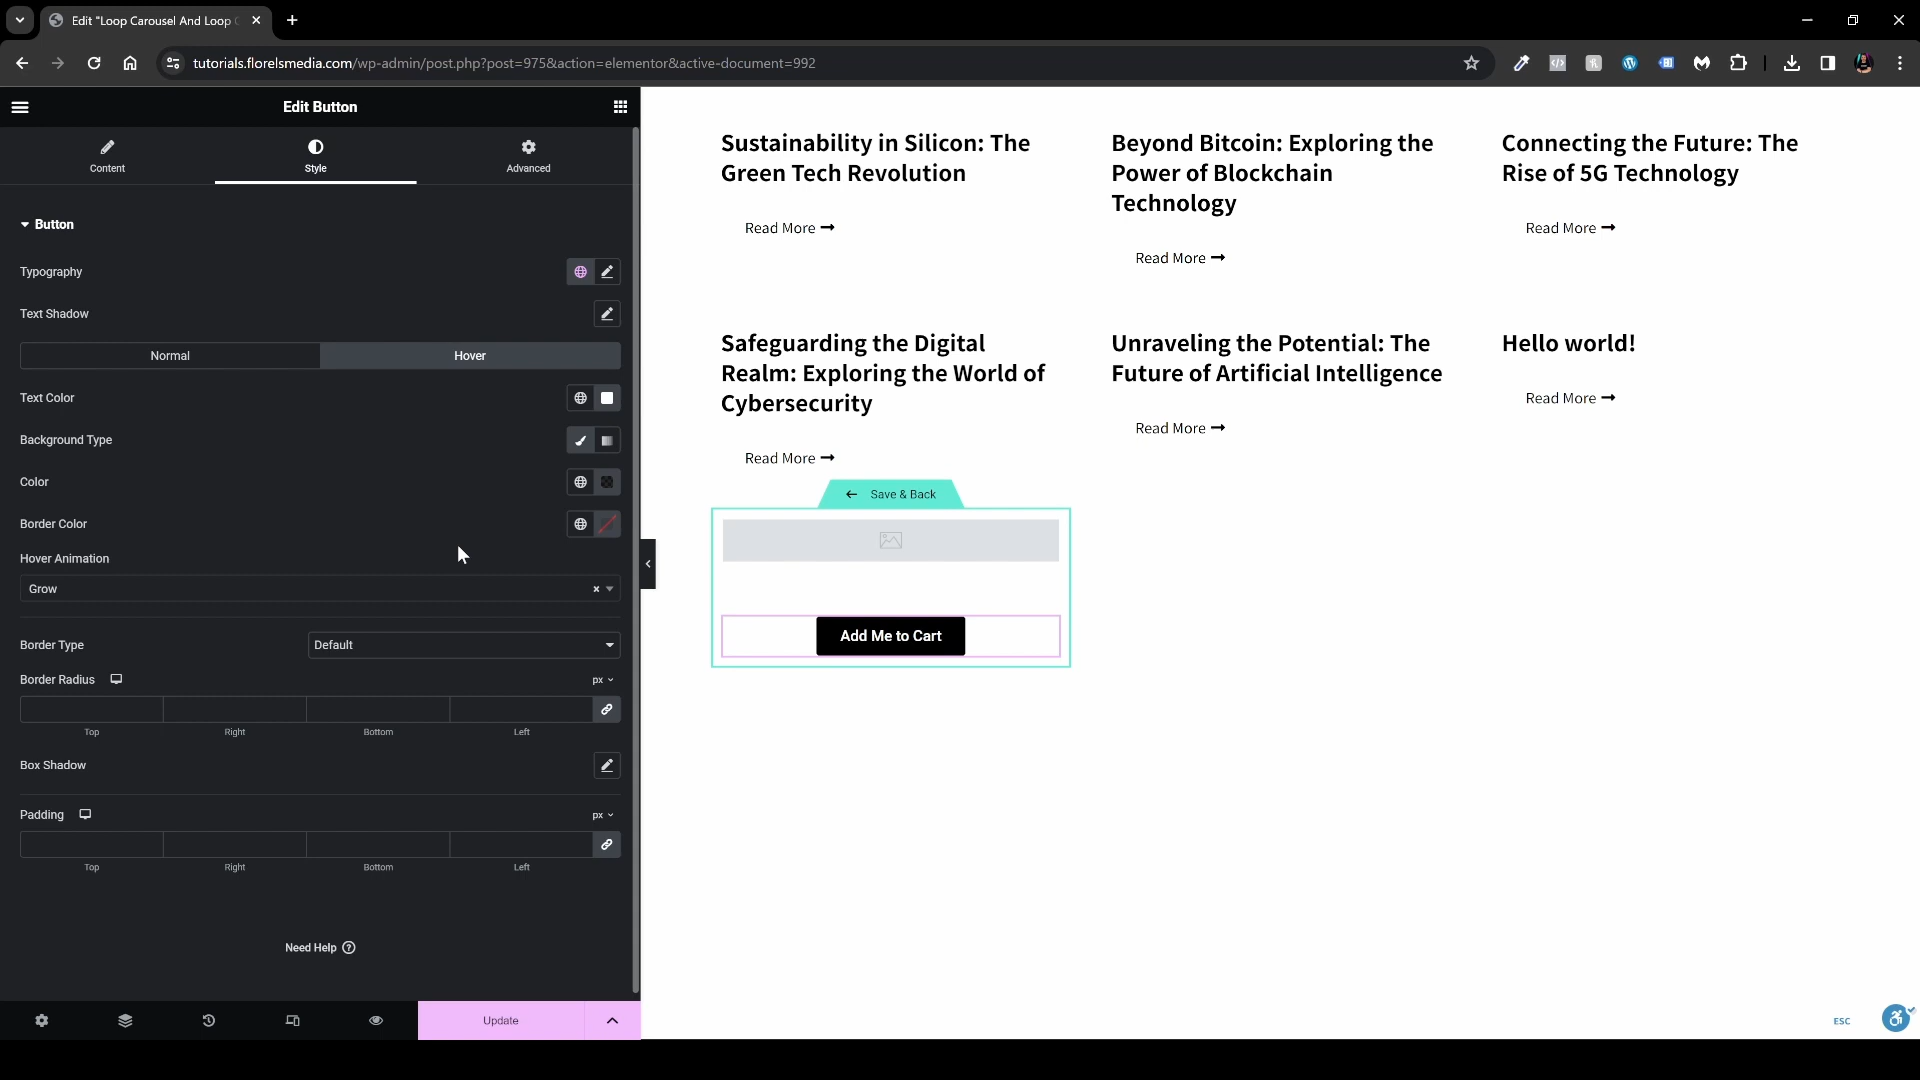 Edit "Loop Carousel And Loop
tutorials.florelsmedia.com/wp-admin/post.php?post=975&action=elementor&active-document=992
Edit Button
Content
Style
Advanced
Button
Typography
Text Shadow
Normal
Hover
Text Color
Background Type
Color
Border Color
Hover Animation
Grow
Border Type
Default
Border Radius
px
Top
Right
Bottom
Left
Box Shadow
Padding
px
Top
Right
Bottom
Left
Need Help
Update
Sustainability in Silicon: The
Green Tech Revolution
Read More
Beyond Bitcoin: Exploring the
Power of Blockchain
Technology
Read More
Connecting the Future: The
Rise of 5G Technology
Read More
Safeguarding the Digital
Realm: Exploring the World of
Cybersecurity
Read More
Unraveling the Potential: The
Future of Artificial Intelligence
Read More
Hello world!
Read More
Save & Back
Add Me to Cart
ESC